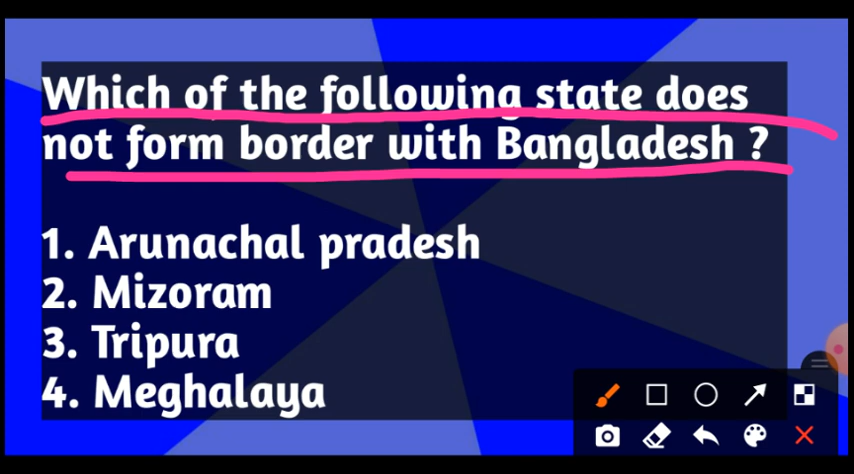 Which of the following state does
not form border with Bangladesh ?
1. Arunachal pradesh
2. Mizoram
3. Tripura
4. Meghalaya